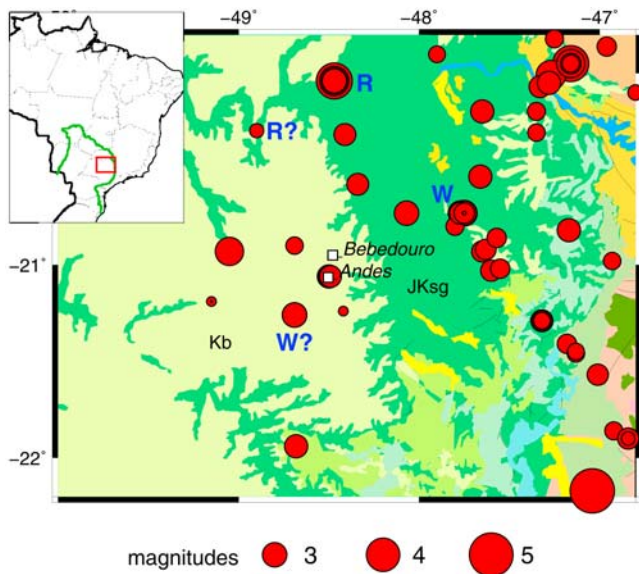 −49 −48 −47
R
R?
W
Bebedouro
−21
Andes
JKsg
W?
Kb
−22
magnitudes 3 4 5